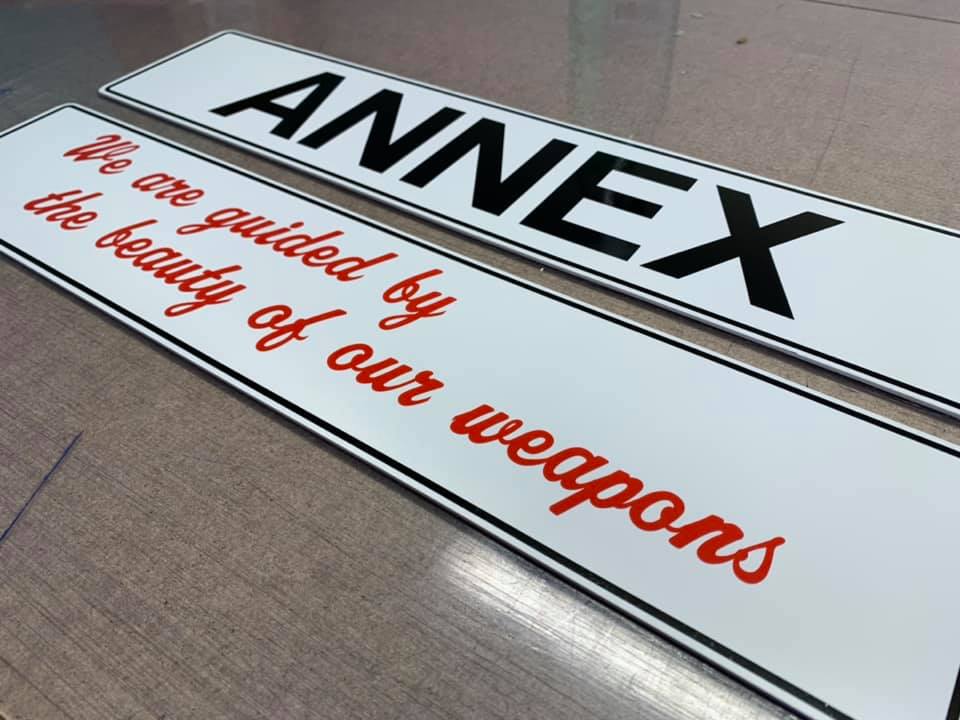 ANNEX
We are guided by
the beauty of our weapons